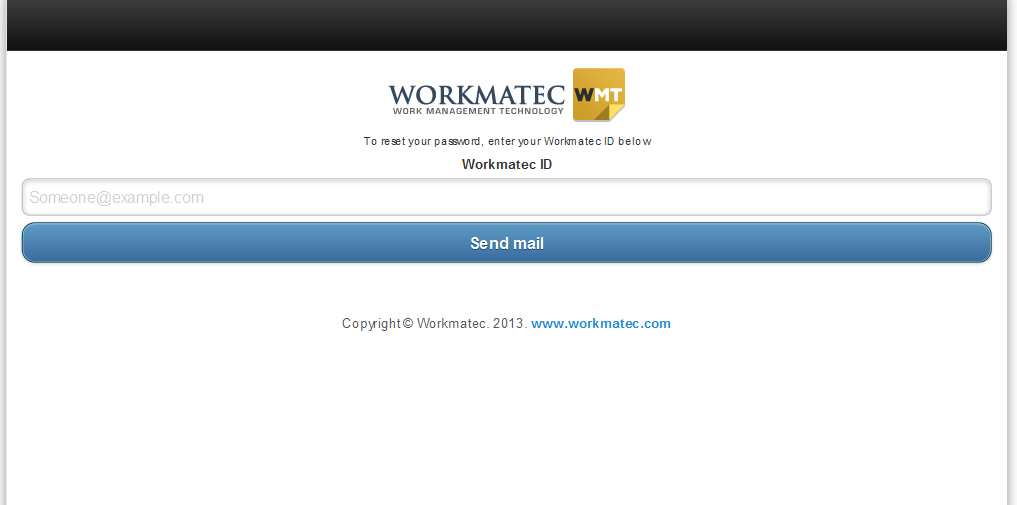 WORKMATEC WMT
WORK MANAGEMENT TECHNOLOGY
To reset your password, enter your Workmatec ID below
Workmatec ID
Someone@example.com
Send mail
Copyright © Workmatec. 2013. www.workmatec.com